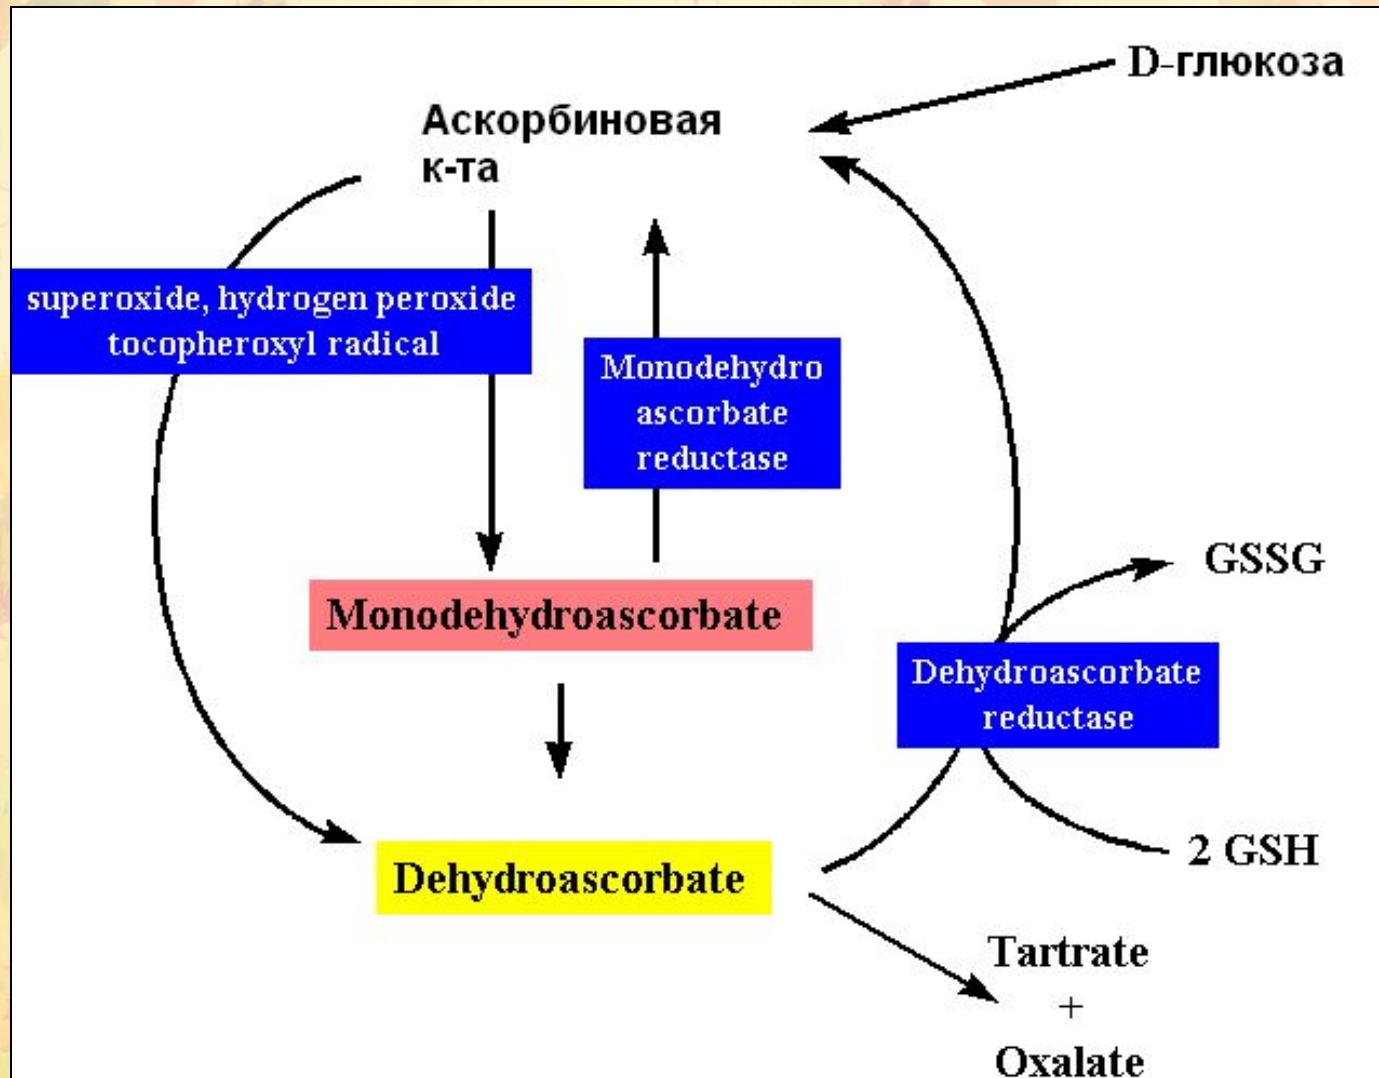 D-глюкоза
Аскорбиновая
к-та
superoxide, hydrogen peroxide
tocopheroxyl radical
Monodehydro
ascorbate
reductase
GSSG
Monodehydroascorbate
Dehydroascorbate
reductase
2 GSH
Dehydroascorbate
Tartrate
+
Oxalate